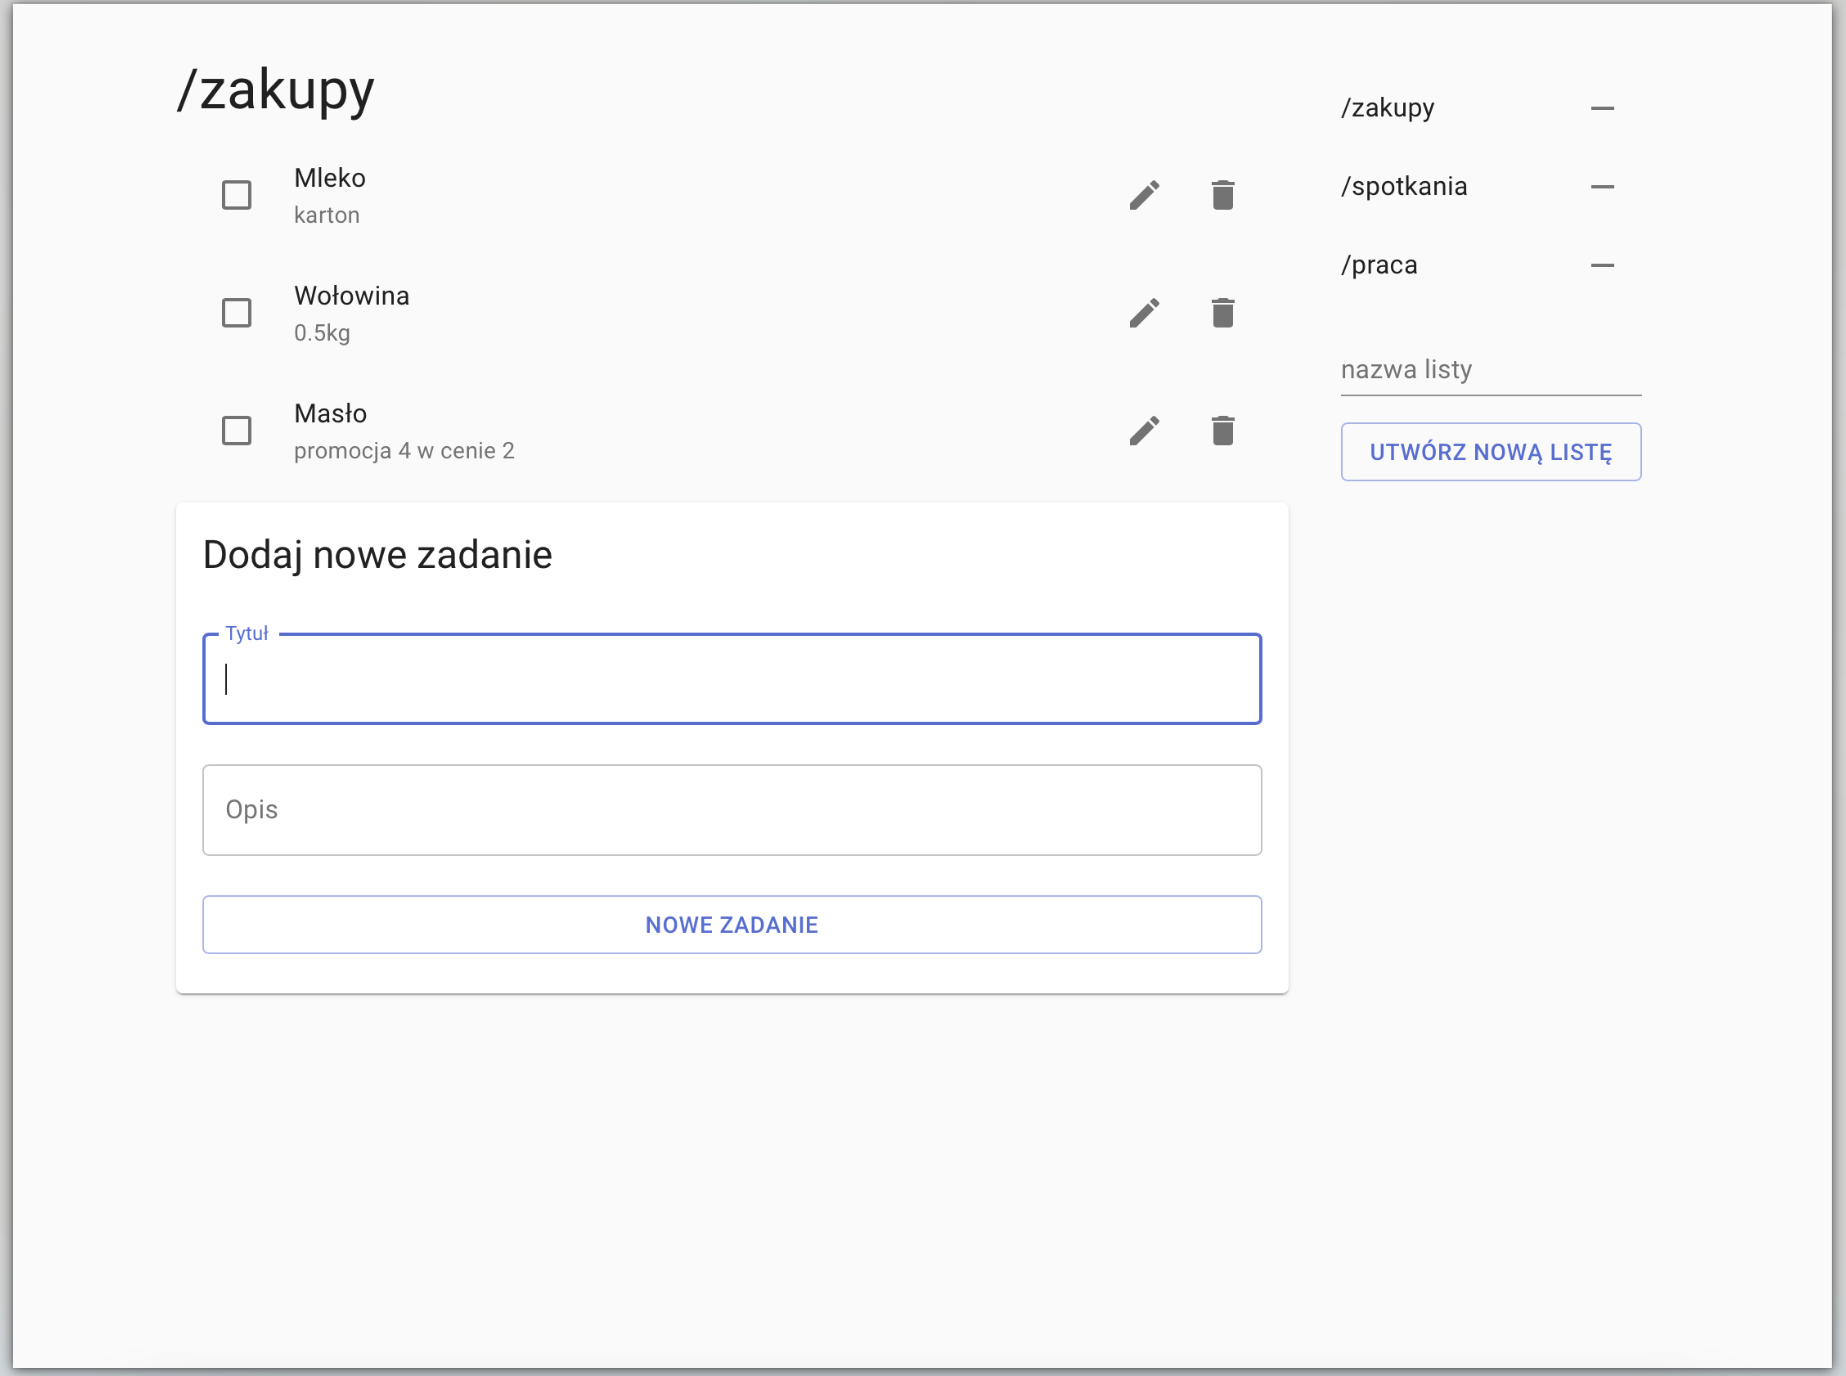 /zakupy
Mleko
karton
Wołowina
0.5kg
Masło
promocja 4 w cenie 2
Dodaj nowe zadanie
Tytuł
Opis
NOWE ZADANIE
/zakupy
/spotkania
/praca
nazwa listy
UTWÓRZ NOWĄ LISTĘ